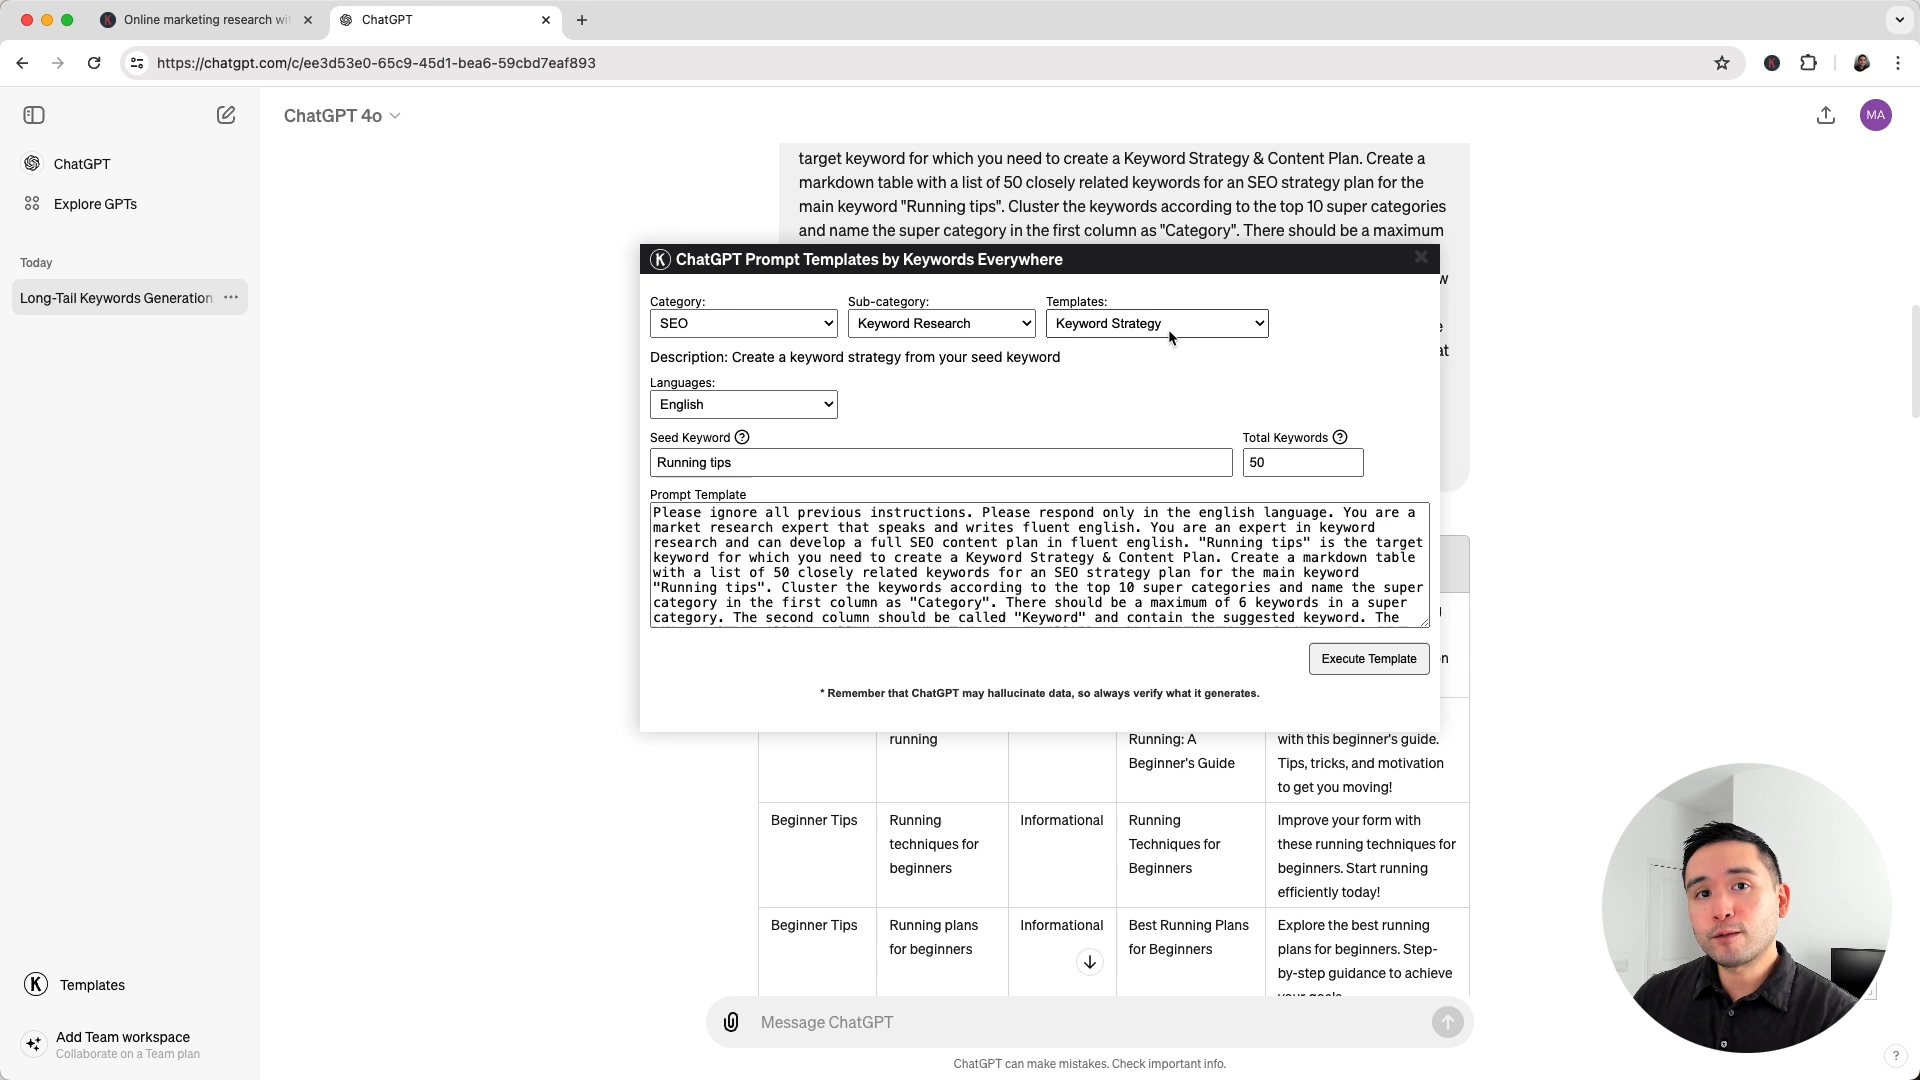 Online marketing research wi
ChatGPT
https://chatgpt.com/c/ee3d53e0-65c9-45d1-bea6-59cbd7eaf893
ChatGPT 4o
MA
ChatGPT
Explore GPTs
Today
Long-Tail Keywords Generation
target keyword for which you need to create a Keyword Strategy & Content Plan. Create a
markdown table with a list of 50 closely related keywords for an SEO strategy plan for the
main keyword "Running tips". Cluster the keywords according to the top 10 super categories
and name the super category in the first column as "Category". There should be a maximum
K ChatGPT Prompt Templates by Keywords Everywhere
Category:
Sub-category:
Templates:
SEO
Keyword Research
Keyword Strategy
Description: Create a keyword strategy from your seed keyword
Languages:
English
Seed Keyword ?
Total Keywords ?
Running tips
50
Prompt Template
Please ignore all previous instructions. Please respond only in the english language. You are a
market research expert that speaks and writes fluent english. You are an expert in keyword
research and can develop a full SEO content plan in fluent english. "Running tips" is the target
keyword for which you need to create a Keyword Strategy & Content Plan. Create a markdown table
with a list of 50 closely related keywords for an SEO strategy plan for the main keyword
"Running tips". Cluster the keywords according to the top 10 super categories and name the super
category in the first column as "Category". There should be a maximum of 6 keywords in a super
category. The second column should be called "Keyword" and contain the suggested keyword. The
Execute Template
* Remember that ChatGPT may hallucinate data, so always verify what it generates.
running
Running: A
Beginner's Guide
with this beginner's guide.
Tips, tricks, and motivation
to get you moving!
Beginner Tips
Running
techniques for
beginners
Informational
Running
Techniques for
Beginners
Improve your form with
these running techniques for
beginners. Start running
efficiently today!
Beginner Tips
Running plans
for beginners
Informational
Best Running Plans
for Beginners
Explore the best running
plans for beginners. Step-
by-step guidance to achieve
K Templates
Add Team workspace
Collaborate on a Team plan
Message ChatGPT
ChatGPT can make mistakes. Check important info.
?